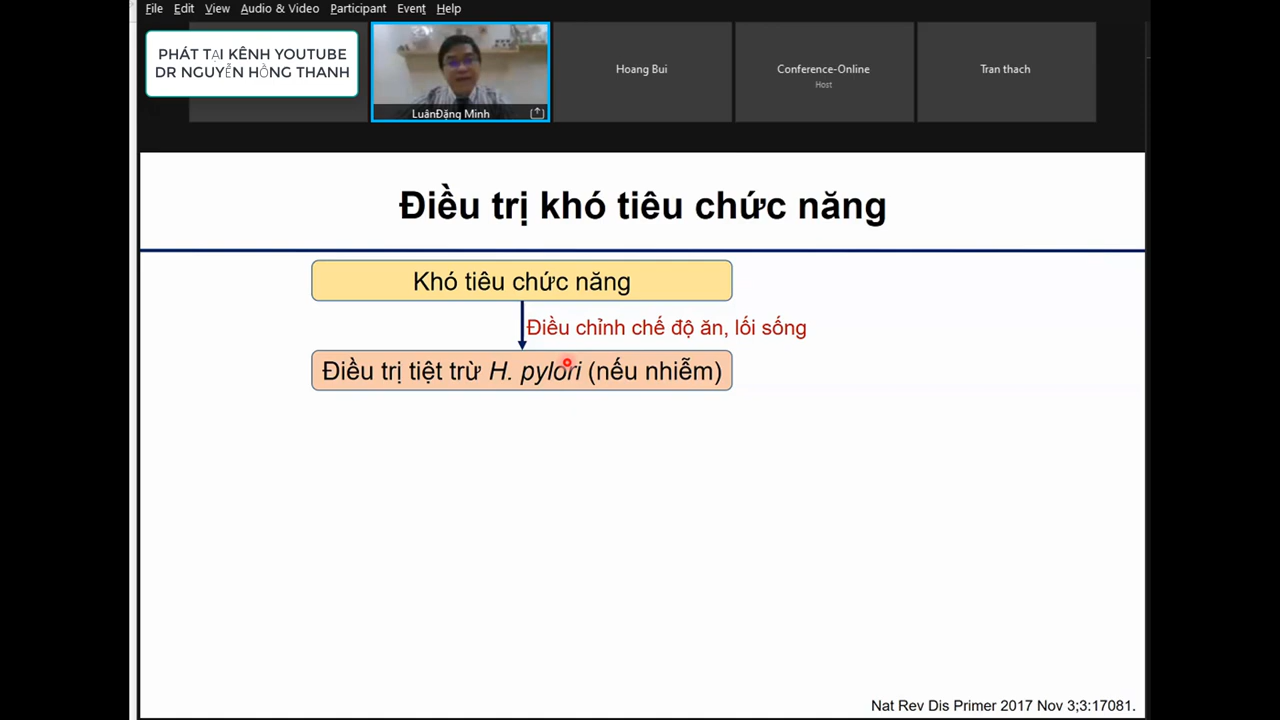 File Edit View Audio & Video Participant Event Help
PHÁT TẠI KÊNH YOUTUBE
DR NGUYỄN HỒNG THANH
LuânĐặng Minh
Hoang Bui
Conference-Online
Host
Tran thach
Điều trị khó tiêu chức năng
Khó tiêu chức năng
Điều chỉnh chế độ ăn, lối sống
Điều trị tiệt trừ H. pylori (nếu nhiễm)
Nat Rev Dis Primer 2017 Nov 3;3:17081.